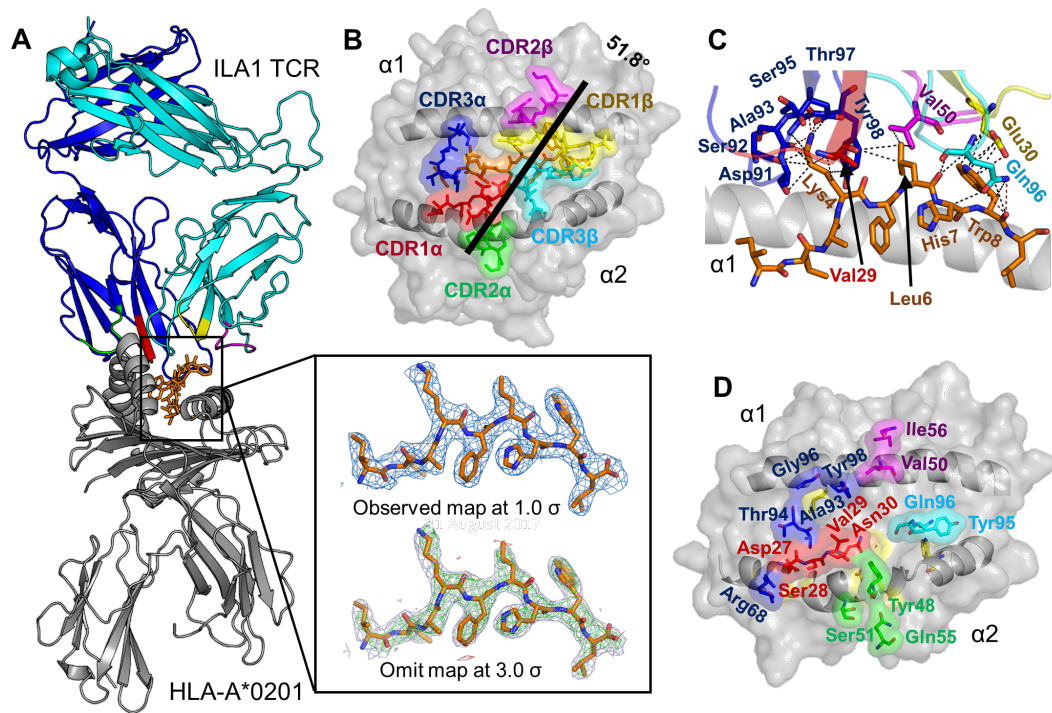 A
ILA1 TCR
HLA-A*0201
Observed map at 1.0 σ
31 August 2017
Omit map at 3.0 σ
B
α1
CDR2β
51.8°
CDR3α
CDR1β
CDR1α
CDR3β
CDR2α
α2
C
Thr97
Ser95
Ala93
Ser92
Asp91
Tyr98
Val50
Glu30
Gln96
Lys4
His7
Trp8
α1
Val29
Leu6
D
α1
Ile56
Val50
Gly96
Tyr98
Ala93
Thr94
Val29
Asn30
Gln96
Tyr95
Asp27
Ser28
Arg68
Tyr48
Ser51
Gln55
α2